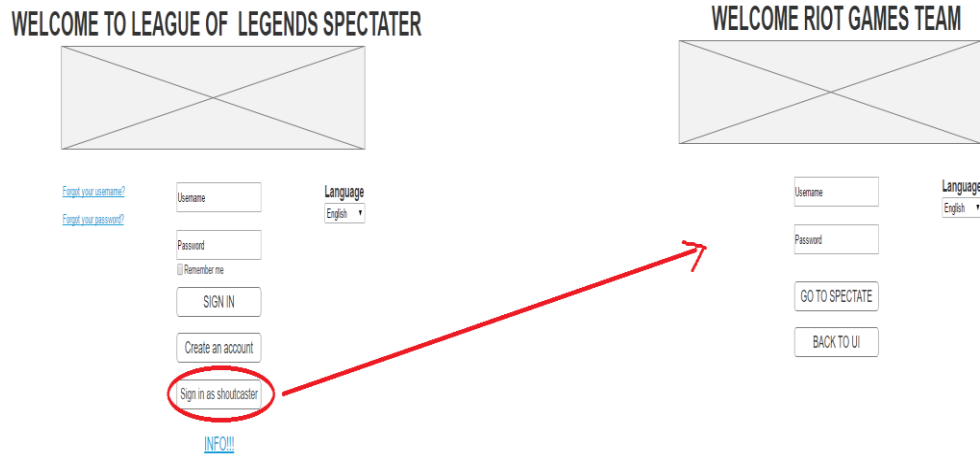 WELCOME TO LEAGUE OF LEGENDS SPECTATER
Forgot your username?
Forgot your password?
Username
Password
Remember me
SIGN IN
Create an account
Sign in as shoutcaster
INFO!!!
Language
English
WELCOME RIOT GAMES TEAM
Username
Password
GO TO SPECTATE
BACK TO UI
Language
English